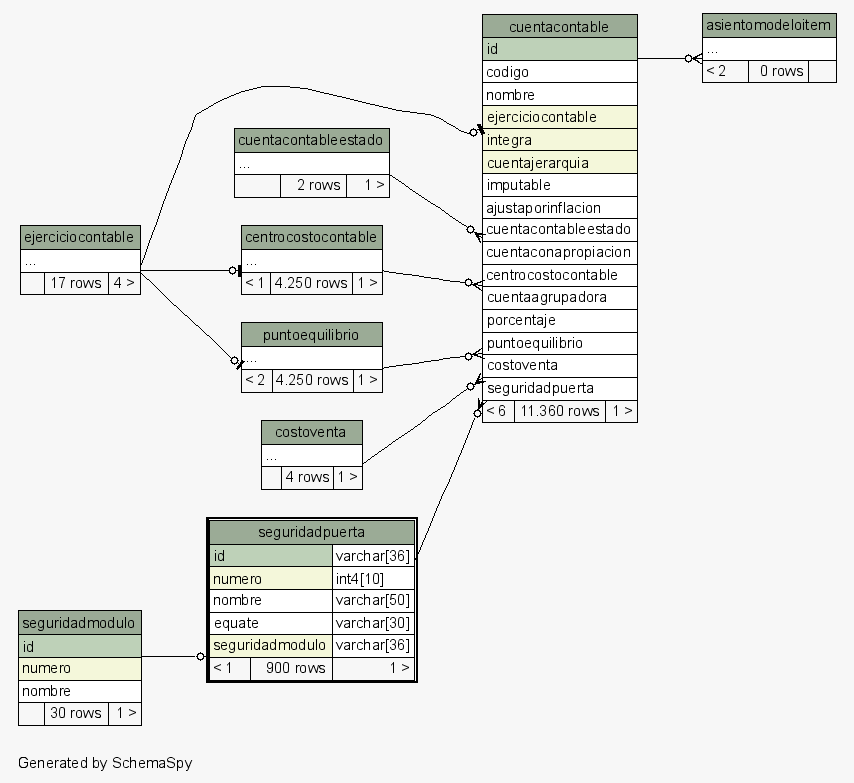 cuentacontable
id
codigo
nombre
ejerciciocontable
integra
cuentajerarquia
imputable
ajustaporinflacion
cuentacontableestado
cuentaconapropiacion
centrocostocontable
cuentaagrupadora
porcentaje
puntoequilibrio
costoventa
seguridadpuerta
< 6 11.360 rows 1 >
asientomodeloitem
...
< 2 0 rows
cuentacontableestado
...
2 rows 1 >
ejerciciocontable
...
17 rows 4 >
centrocostocontable
...
< 1 4.250 rows 1 >
puntoequilibrio
...
< 2 4.250 rows 1 >
costoventa
...
4 rows 1 >
seguridadpuerta
id varchar[36]
numero int4[10]
nombre varchar[50]
equate varchar[30]
seguridadmodulo varchar[36]
< 1 900 rows 1 >
seguridadmodulo
id
numero
nombre
30 rows 1 >
Generated by SchemaSpy